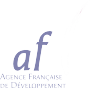 af
AGENCE FRANÇAISE
DE DÉVELOPPEMENT